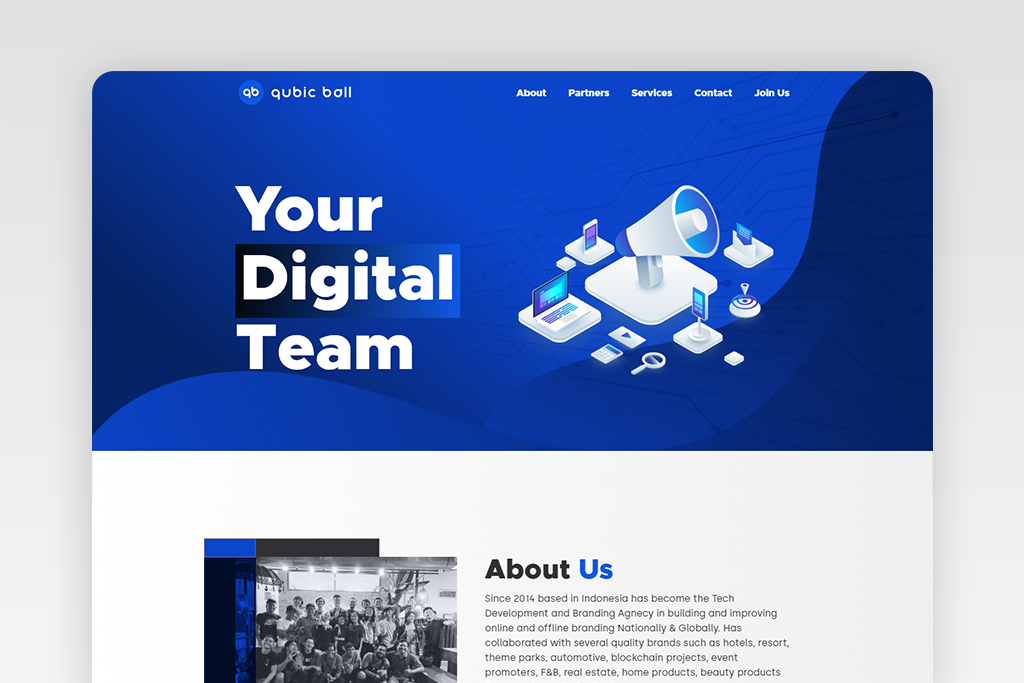 qb qubic ball
About Partners Services Contact Join Us
Your
Digital
Team
About Us
Since 2014 based in Indonesia has become the Tech
Development and Branding Agnecy in building and improving
online and offline branding Nationally & Globally. Has
collaborated with several quality brands such as hotels, resort,
theme parks, automotive, blockchain projects, event
promoters, F&B, real estate, home products, beauty products